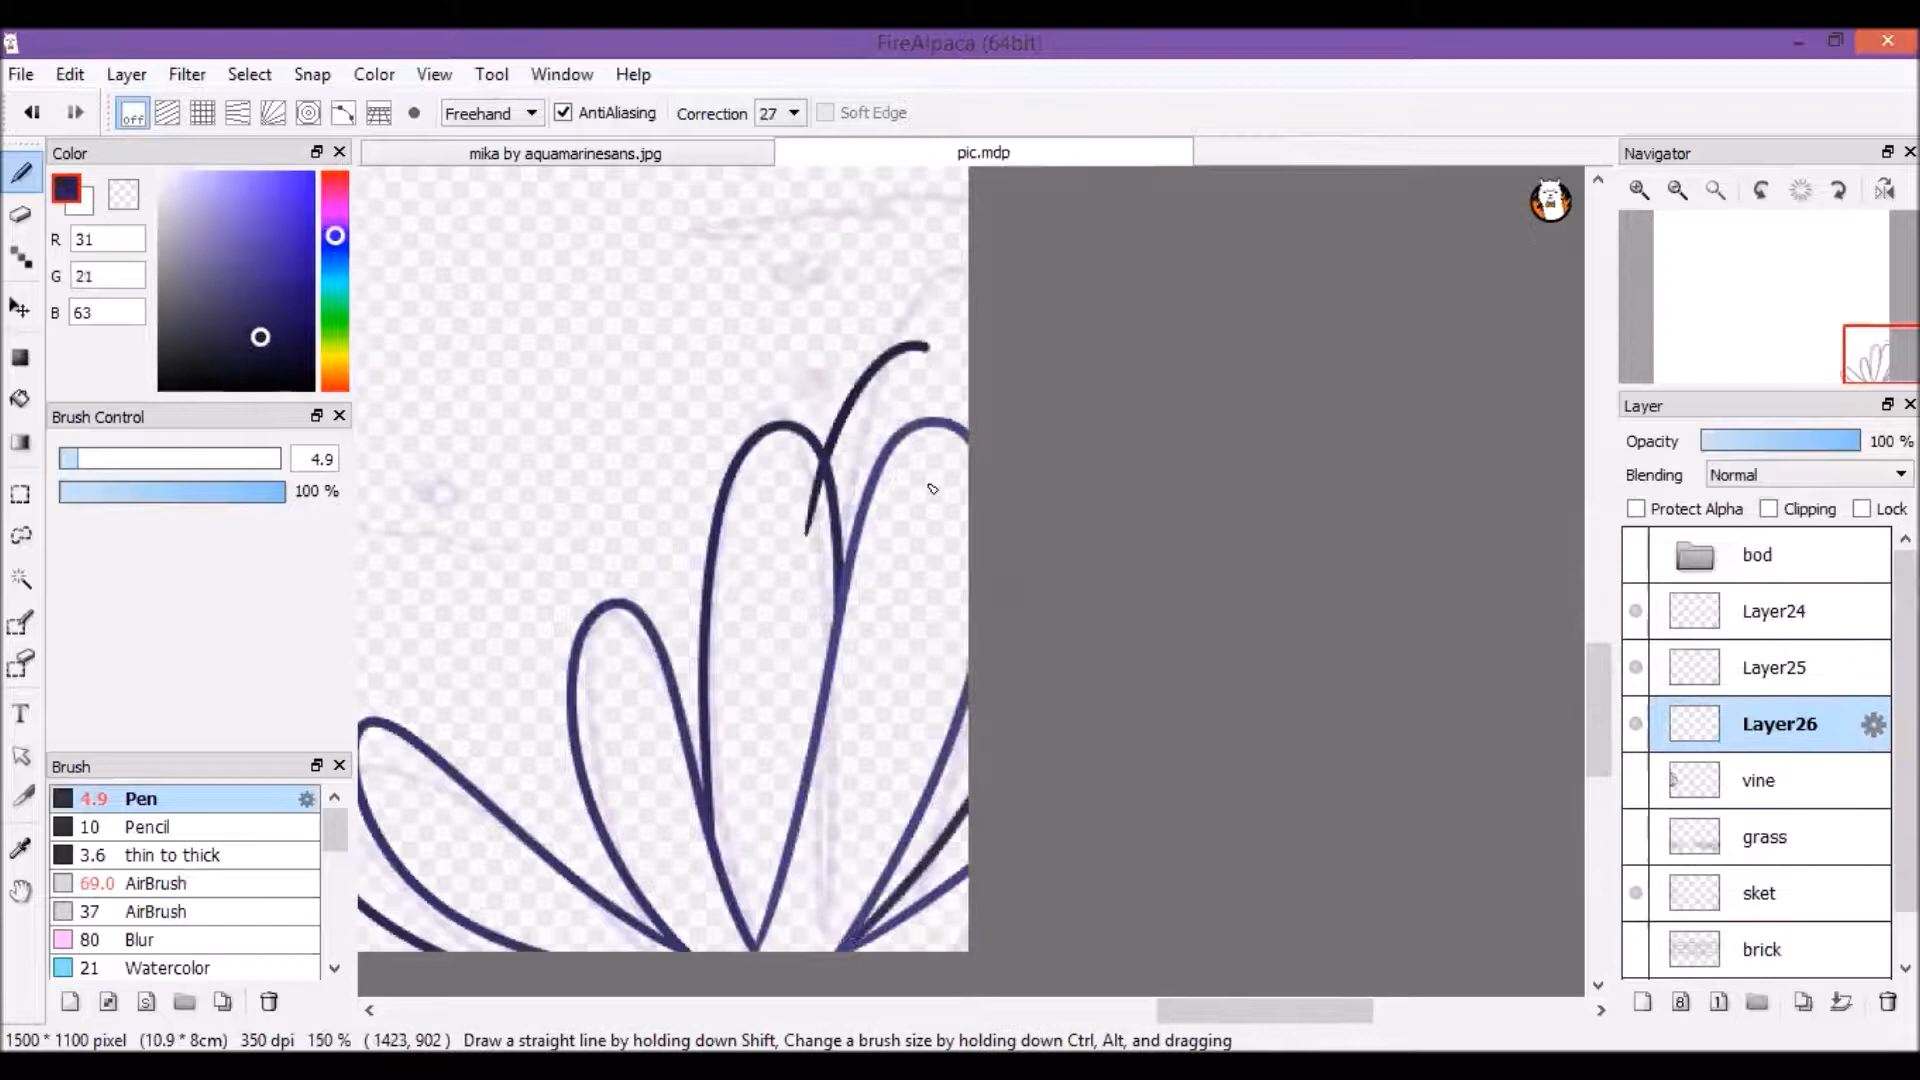 FireAlpaca (64bit)
File Edit Layer Filter Select Snap Color View Tool Window Help
off Freehand AntiAliasing Correction 27 Soft Edge
Color
R 31
G 21
B 63
Brush Control
4.9
100 %
Brush
4.9 Pen
10 Pencil
3.6 thin to thick
69.0 AirBrush
37 AirBrush
80 Blur
21 Watercolor
mika by aquamarinesans.jpg
pic.mdp
Navigator
Layer
Opacity 100 %
Blending Normal
Protect Alpha Clipping Lock
bod
Layer24
Layer25
Layer26
vine
grass
sket
brick
1500 * 1100 pixel (10.9 * 8cm) 350 dpi 150 % ( 1423, 902 ) Draw a straight line by holding down Shift, Change a brush size by holding down Ctrl, Alt, and dragging